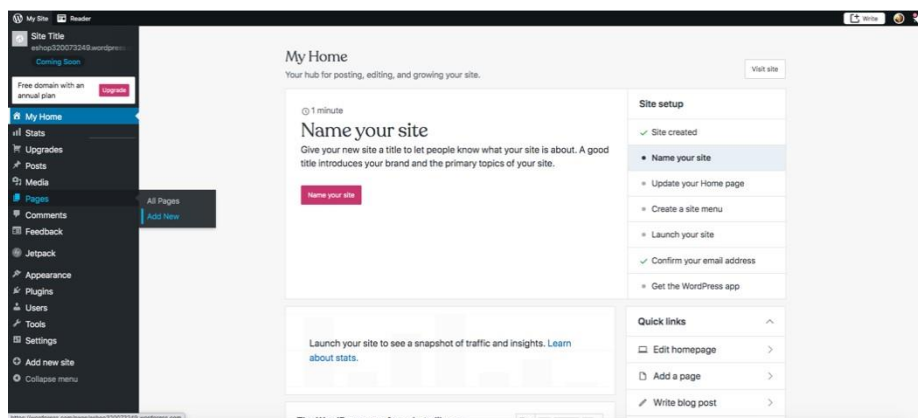 My Site Reader Write
Site Title
eshop320073249.wordpress
Coming Soon
Free domain with an
annual plan
Upgrade
My Home
Stats
Upgrades
Posts
Media
Pages
Comments
Feedback
Jetpack
Appearance
Plugins
Users
Tools
Settings
Add new site
Collapse menu
All Pages
Add New
My Home
Your hub for posting, editing, and growing your site.
Visit site
1 minute
Name your site
Give your new site a title to let people know what your site is about. A good
title introduces your brand and the primary topics of your site.
Name your site
Site setup
Site created
Name your site
Update your Home page
Create a site menu
Launch your site
Confirm your email address
Get the WordPress app
Launch your site to see a snapshot of traffic and insights. Learn
about stats.
Quick links
Edit homepage
Add a page
Write blog post